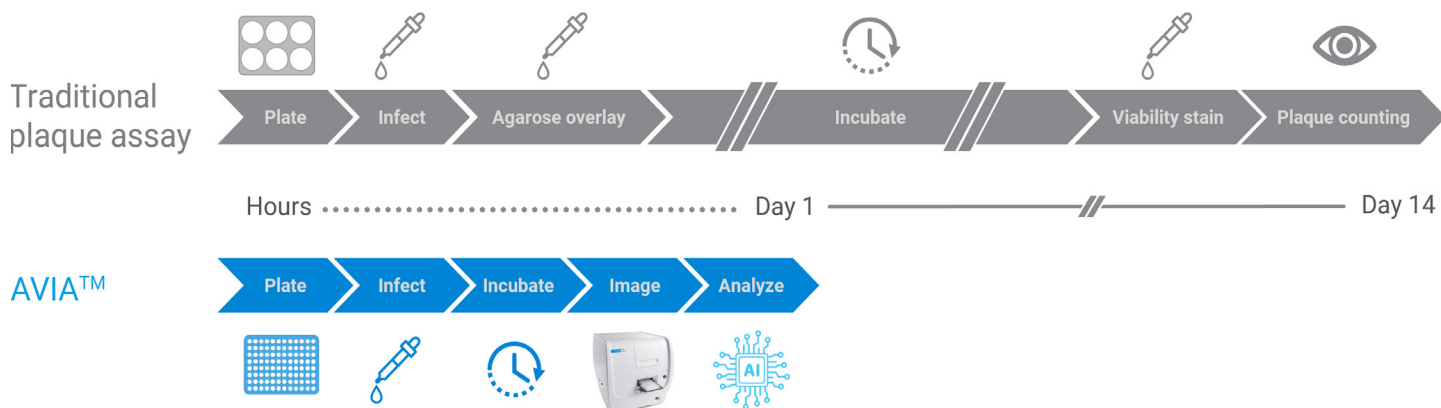 Traditional
plaque assay
Plate
Infect
Agarose overlay
Incubate
Viability stain
Plaque counting
Hours
Day 1
Day 14
AVIA™
Plate
Infect
Incubate
Image
Analyze
AI